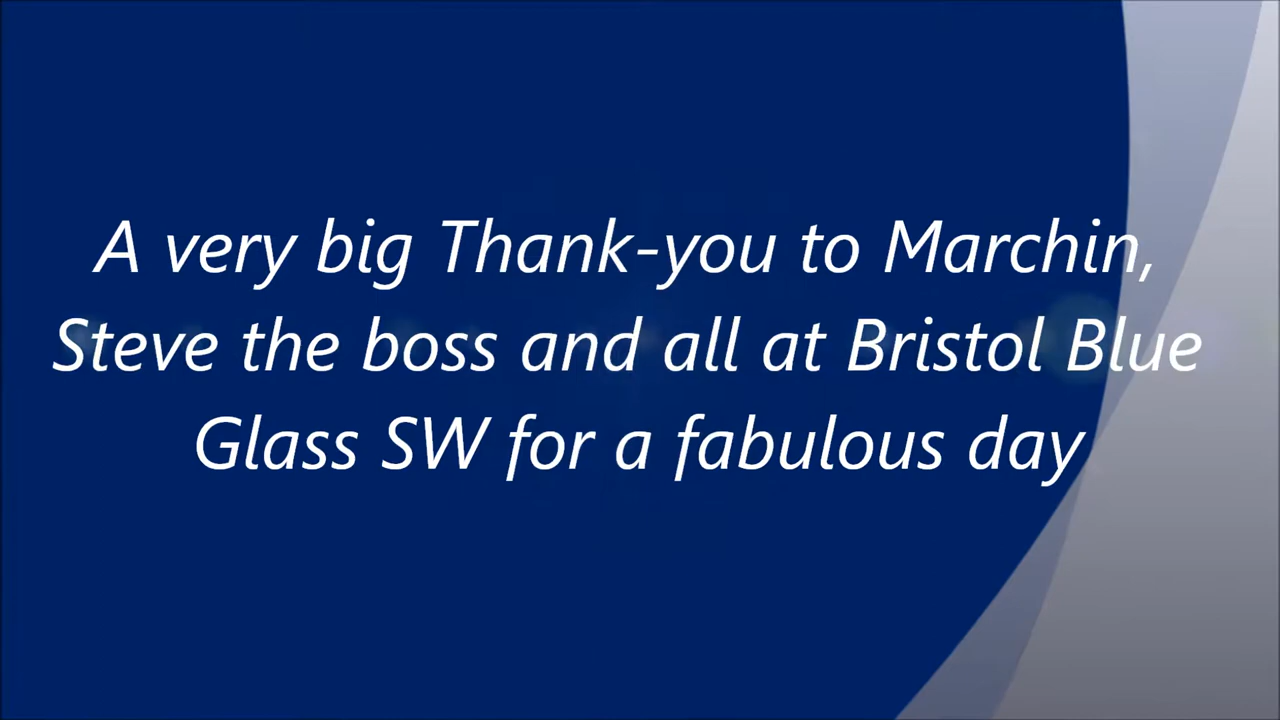 A very big Thank-you to Marchin,
Steve the boss and all at Bristol Blue
Glass SW for a fabulous day